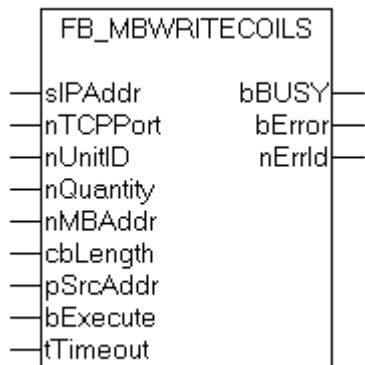 FB_MBWRITECOILS
sIPAddr bBUSY
nTCPPort bError
nUnitID nErrId
nQuantity
nMBAddr
cbLength
pSrcAddr
bExecute
tTimeout